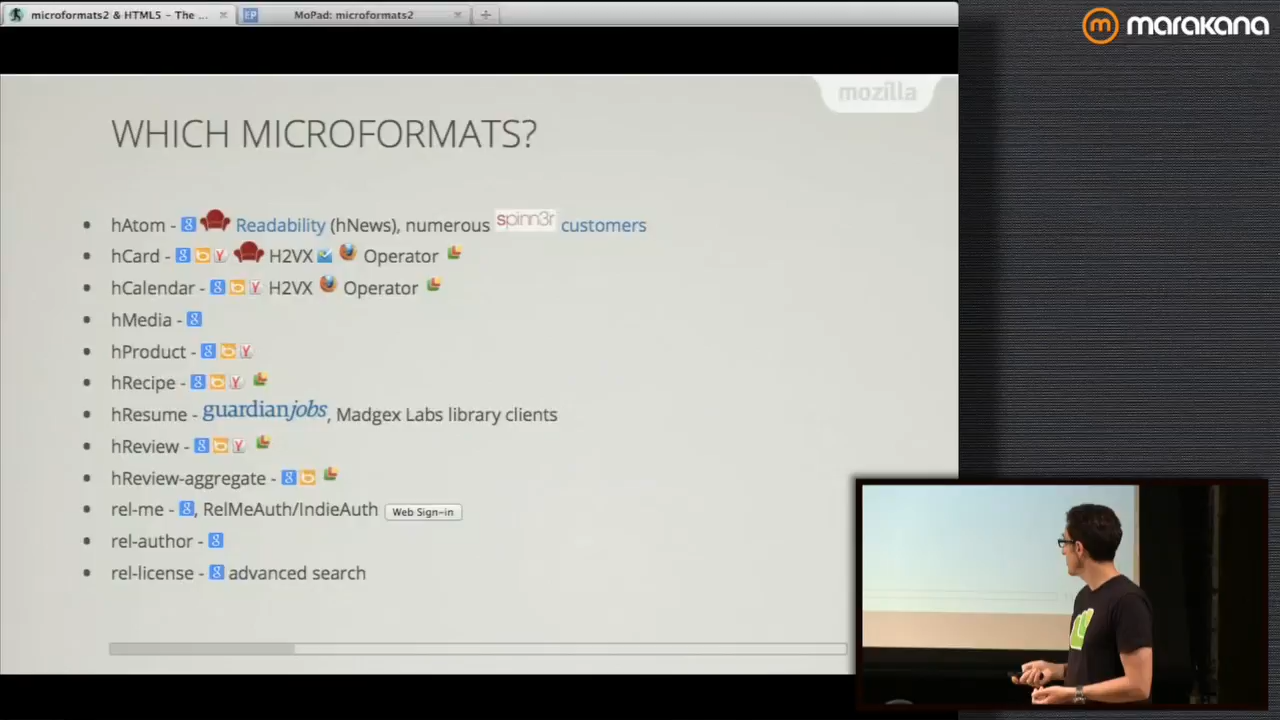 microformats2 & HTML5 - The ...
EP MoPad: microformats2
marakana
mozilla
WHICH MICROFORMATS?
• hAtom - Readability (hNews), numerous spinn3r customers
• hCard - H2VX Operator
• hCalendar - H2VX Operator
• hMedia -
• hProduct -
• hRecipe -
• hResume - guardianjobs, Madgex Labs library clients
• hReview -
• hReview-aggregate -
• rel-me - , RelMeAuth/IndieAuth Web Sign-in
• rel-author -
• rel-license - advanced search